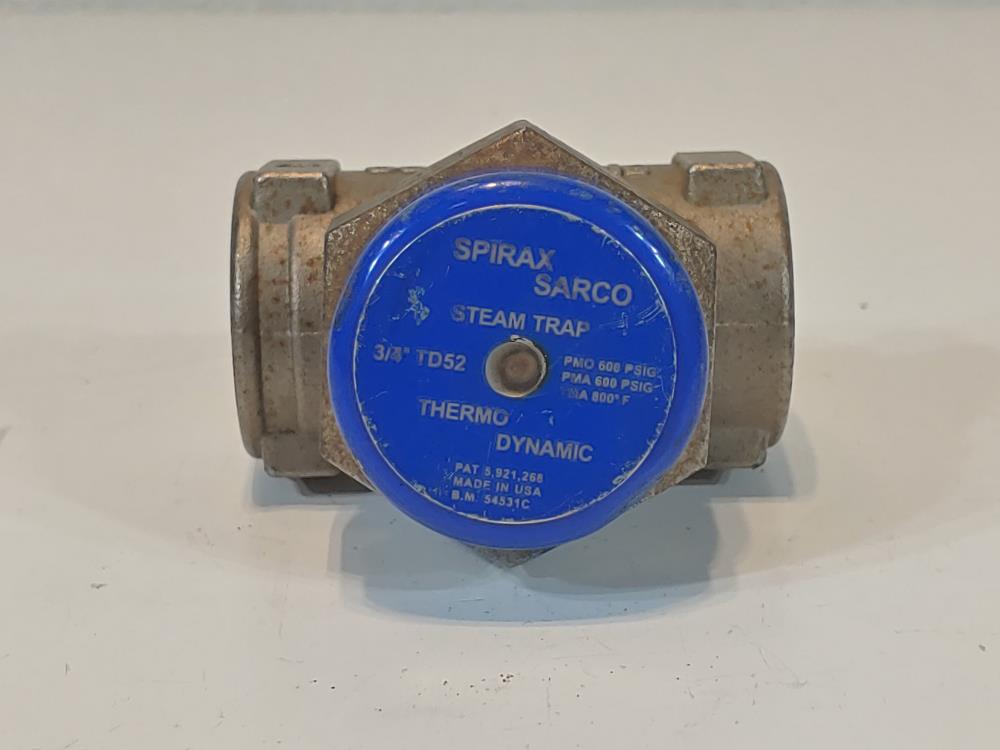 SPIRAX
SARCO
STEAM TRAP
3/4" TD52
PMO 600 PSIG
PMA 600 PSIG
TMA 800° F
THERMO
DYNAMIC
PAT 5,921,268
MADE IN USA
B.M. 54531C